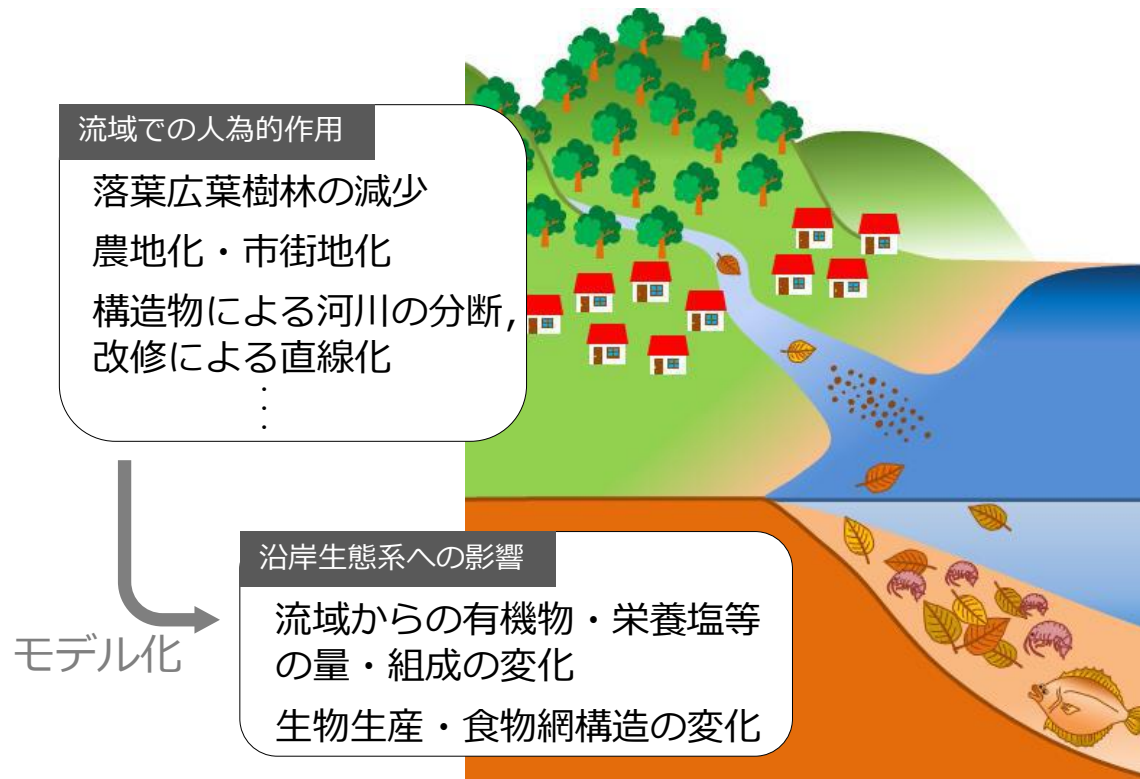 流域での人為的作用
落葉広葉樹林の減少
農地化・市街地化
構造物による河川の分断,
改修による直線化
・
・
・
モデル化
沿岸生態系への影響
流域からの有機物・栄養塩等
の量・組成の変化
生物生産・食物網構造の変化